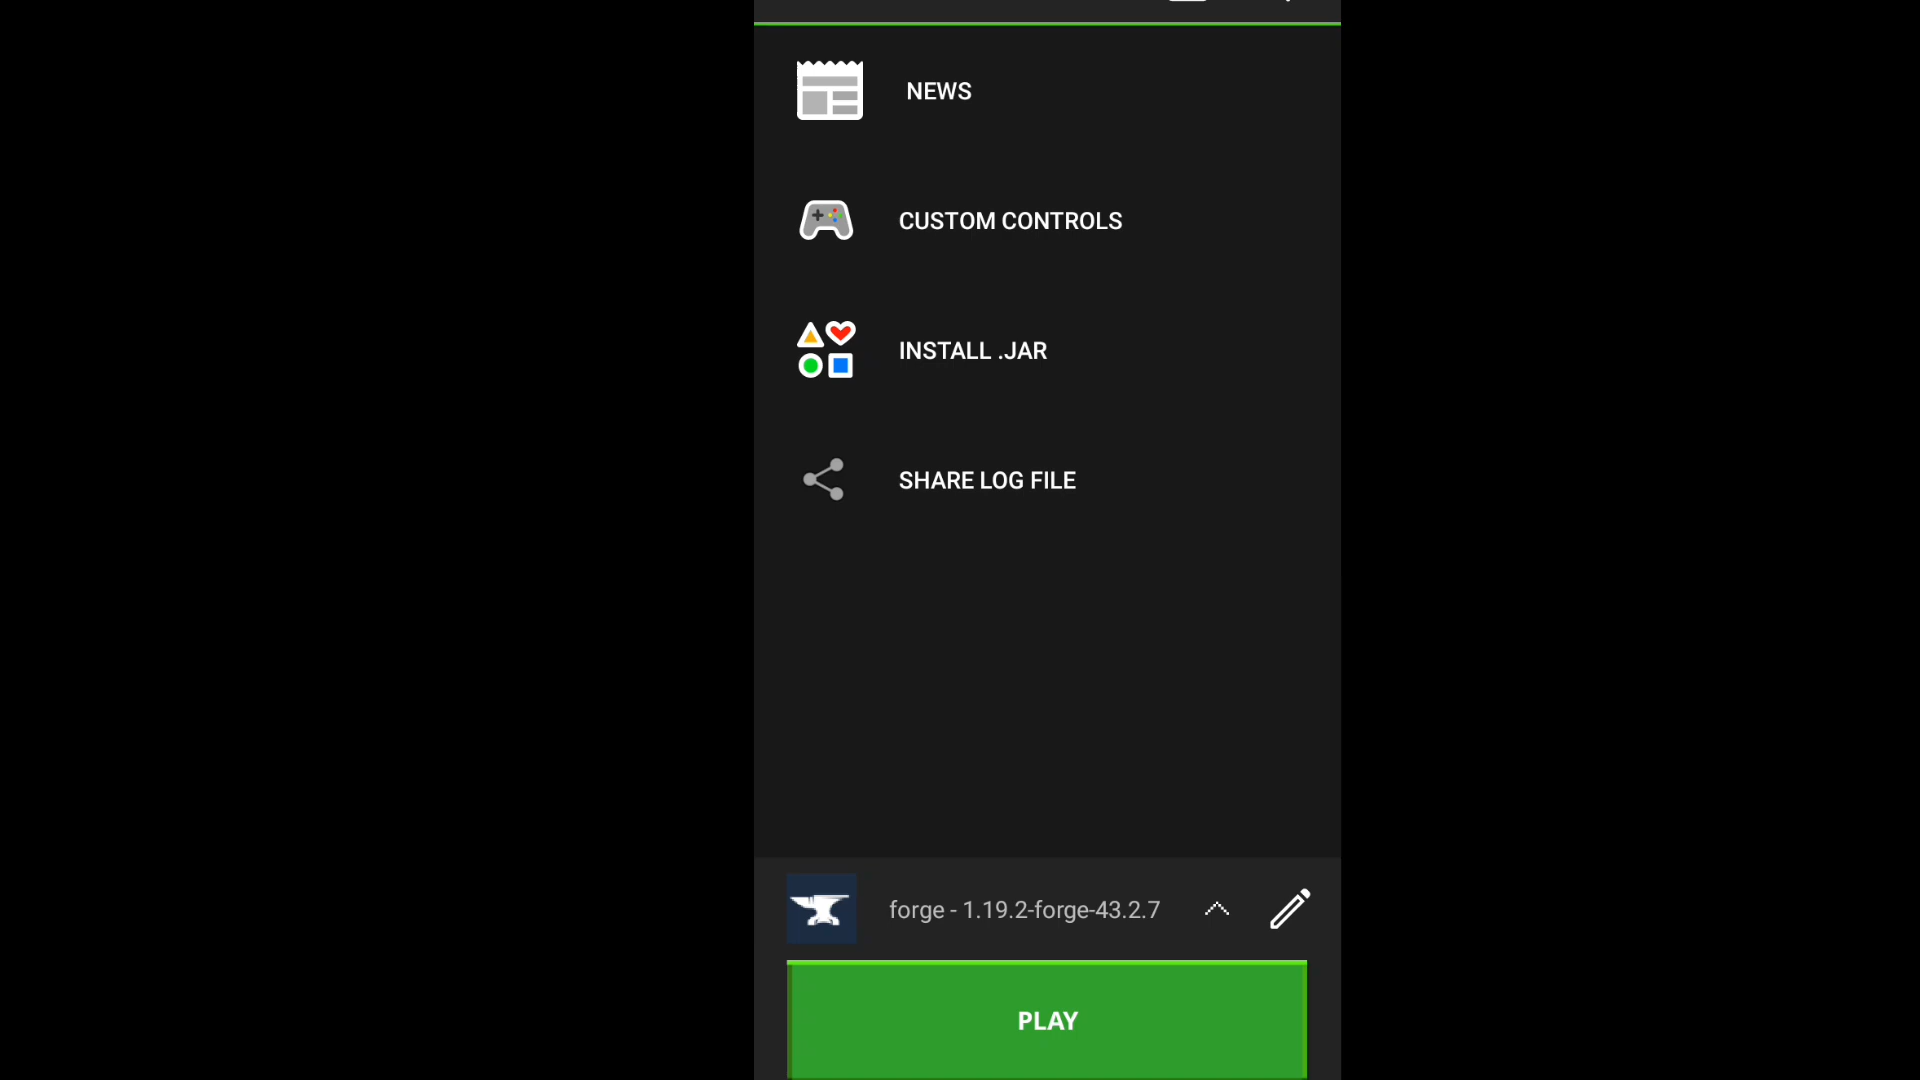 NEWS
CUSTOM CONTROLS
INSTALL .JAR
SHARE LOG FILE
forge - 1.19.2-forge-43.2.7
PLAY